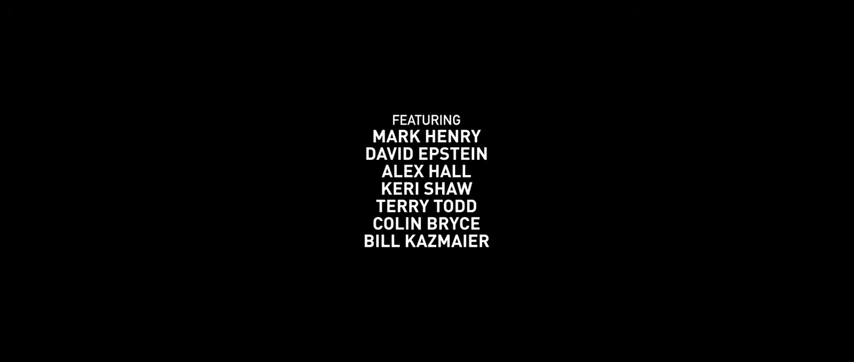 FEATURING
MARK HENRY
DAVID EPSTEIN
ALEX HALL
KERI SHAW
TERRY TODD
COLIN BRYCE
BILL KAZMAIER